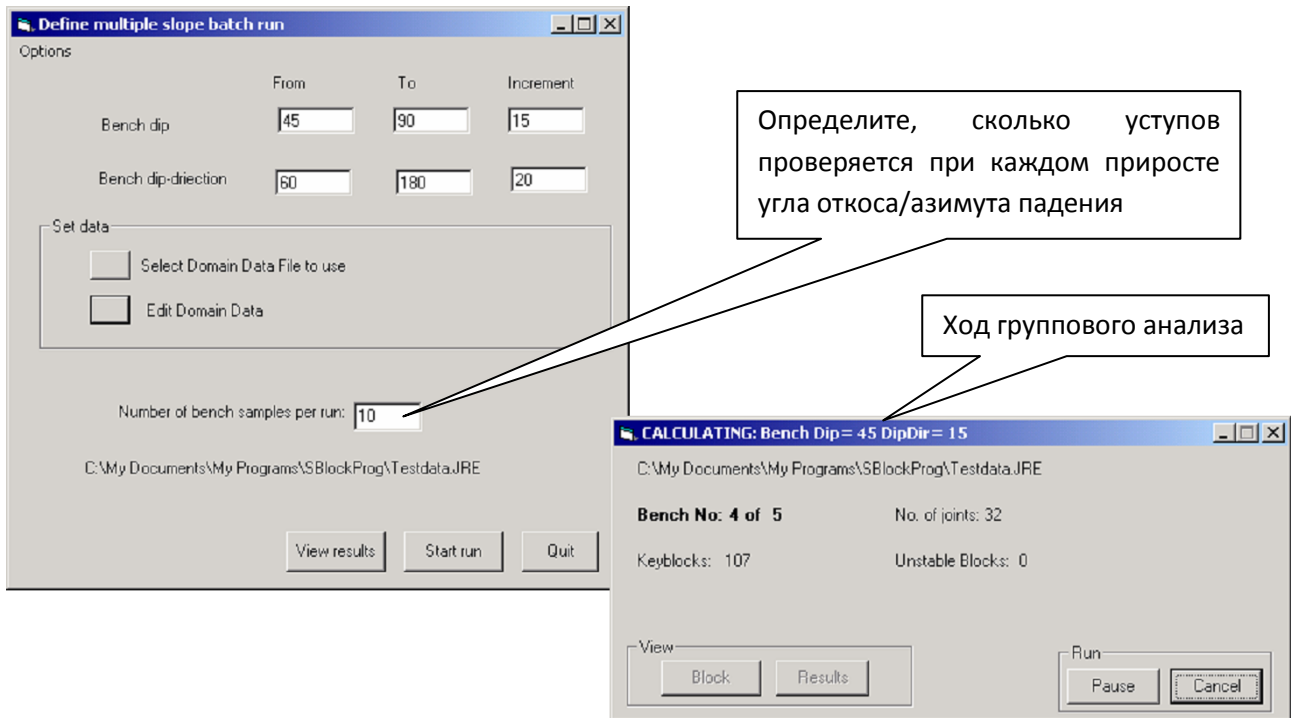 Define multiple slope batch run
Options
From To Increment
Bench dip 45 90 15
Bench dip-driection 60 180 20
Set data
Select Domain Data File to use
Edit Domain Data
Number of bench samples per run: 10
C:\My Documents\My Programs\SBlockProg\Testdata.JRE
View results Start run Quit
Определите, сколько уступов
проверяется при каждом приросте
угла откоса/азимута падения
Ход группового анализа
CALCULATING: Bench Dip= 45 DipDir= 15
C:\My Documents\My Programs\SBlockProg\Testdata.JRE
Bench No: 4 of 5 No. of joints: 32
Keyblocks: 107 Unstable Blocks: 0
View
Block Results
Run
Pause Cancel